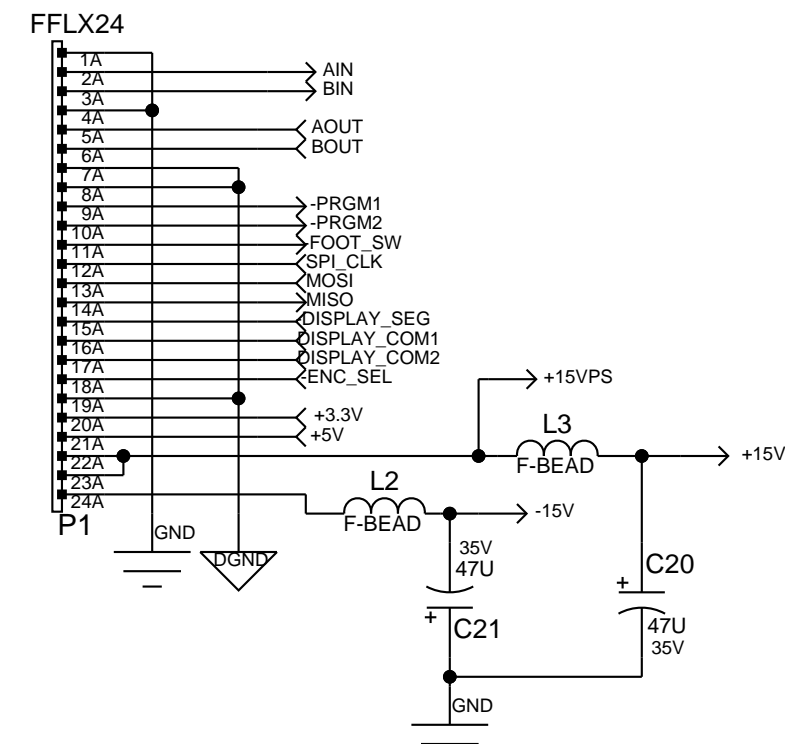 FFLX24
1A
2A
3A
4A
5A
6A
7A
8A
9A
10A
11A
12A
13A
14A
15A
16A
17A
18A
19A
20A
21A
22A
23A
24A
P1
AIN
BIN
AOUT
BOUT
-PRGM1
-PRGM2
-FOOT_SW
SPI_CLK
MOSI
MISO
-DISPLAY_SEG
DISPLAY_COM1
DISPLAY_COM2
-ENC_SEL
+3.3V
+5V
+15VPS
L3
F-BEAD
+15V
L2
F-BEAD
-15V
GND
DGND
35V
47U
+
C21
C20
+
47U
35V
GND